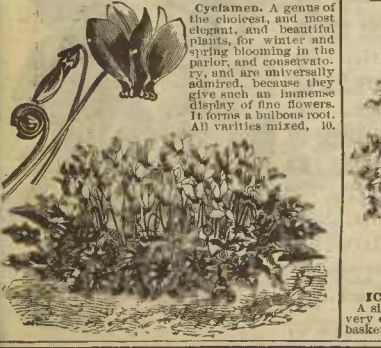 Cyclamen. A genus of
the choicest, and most
elegant, and beautiful
plants, for winter and
spring blooming in the
parlor, and conservato-
ry, and are universally
admired, because they
give such an immense
display of fine flowers.
It forms a bulbous root.
All varities mixed, 10.
IC
A si
very
baske